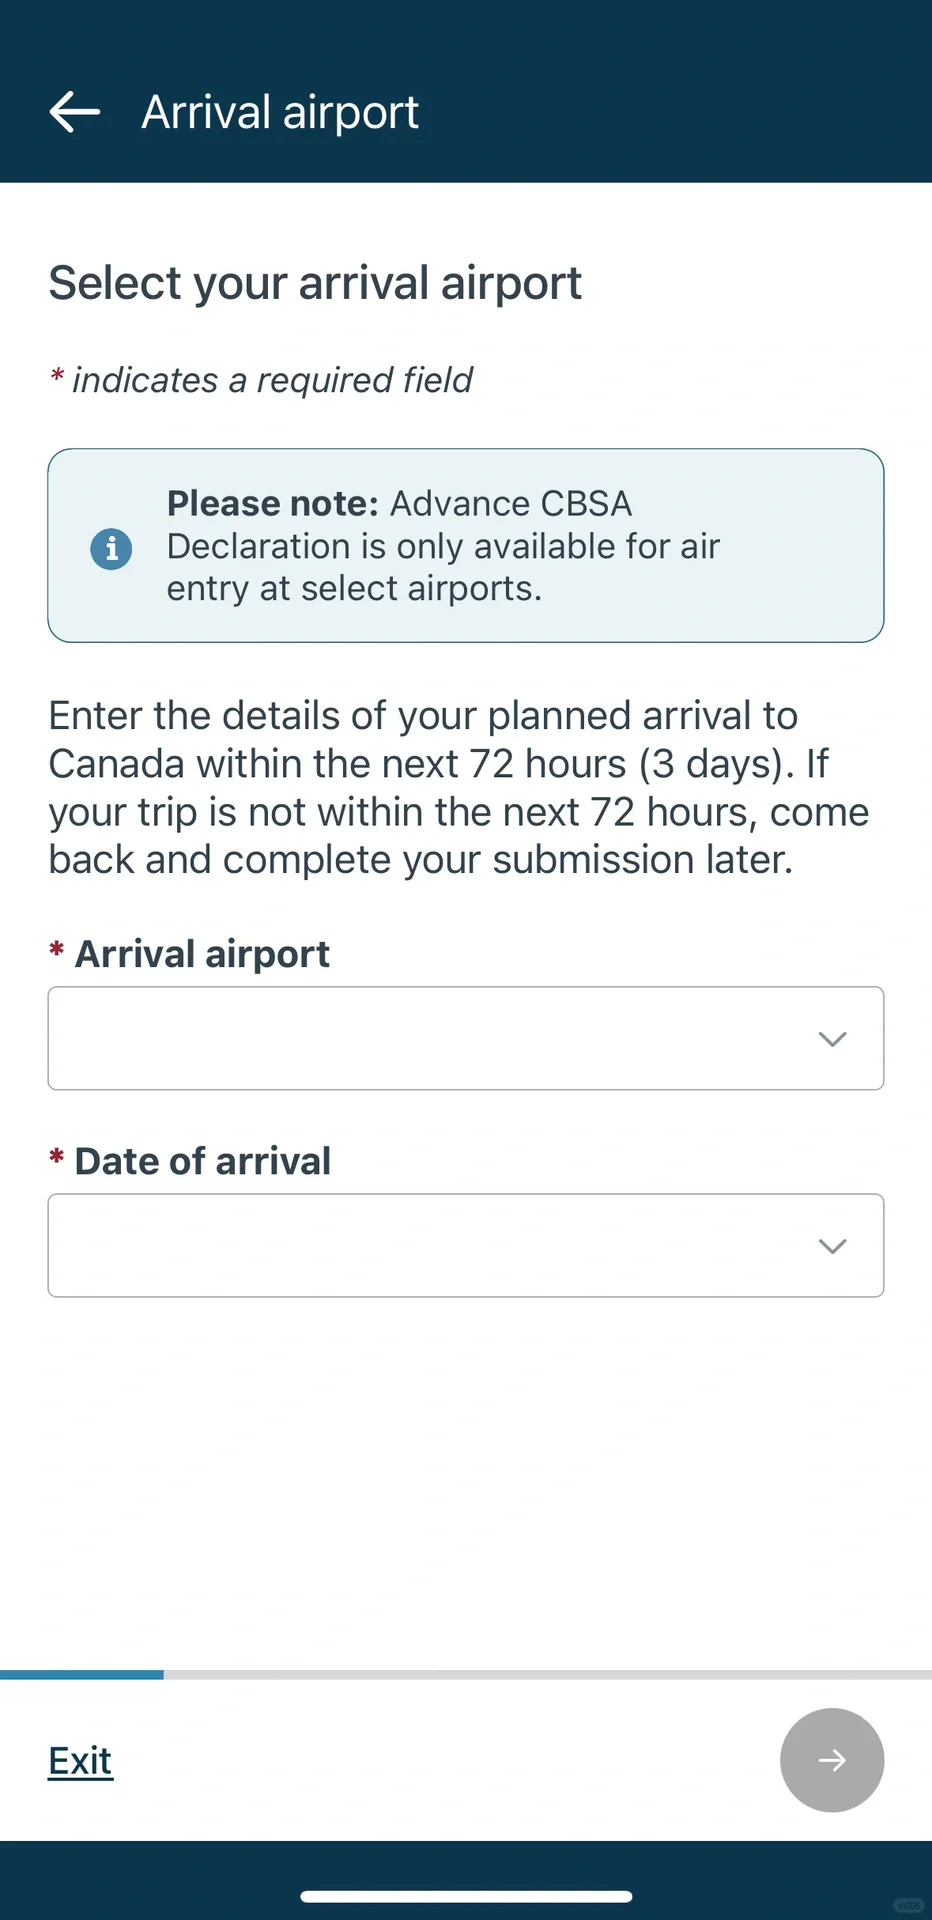 Arrival airport
Select your arrival airport
* indicates a required field
Please note: Advance CBSA
Declaration is only available for air
entry at select airports.
Enter the details of your planned arrival to
Canada within the next 72 hours (3 days). If
your trip is not within the next 72 hours, come
back and complete your submission later.
* Arrival airport
* Date of arrival
Exit